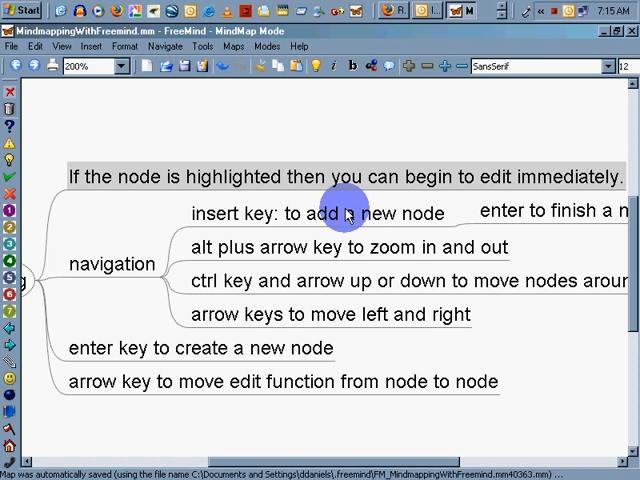 Start
R.
I..
M
7:15 AM
MindmappingWithFreemind.mm - FreeMind - MindMap Mode
File Edit View Insert Format Navigate Tools Maps Modes Help
200% SansSerif 12
If the node is highlighted then you can begin to edit immediately.
insert key: to add a new node
enter to finish a n
alt plus arrow key to zoom in and out
navigation
ctrl key and arrow up or down to move nodes aroun
arrow keys to move left and right
enter key to create a new node
arrow key to move edit function from node to node
Map was automatically saved (using the file name C:\Documents and Settings\ddaniels\.freemind\FM_MindmappingWithFreemind.mm40363.mm) ...